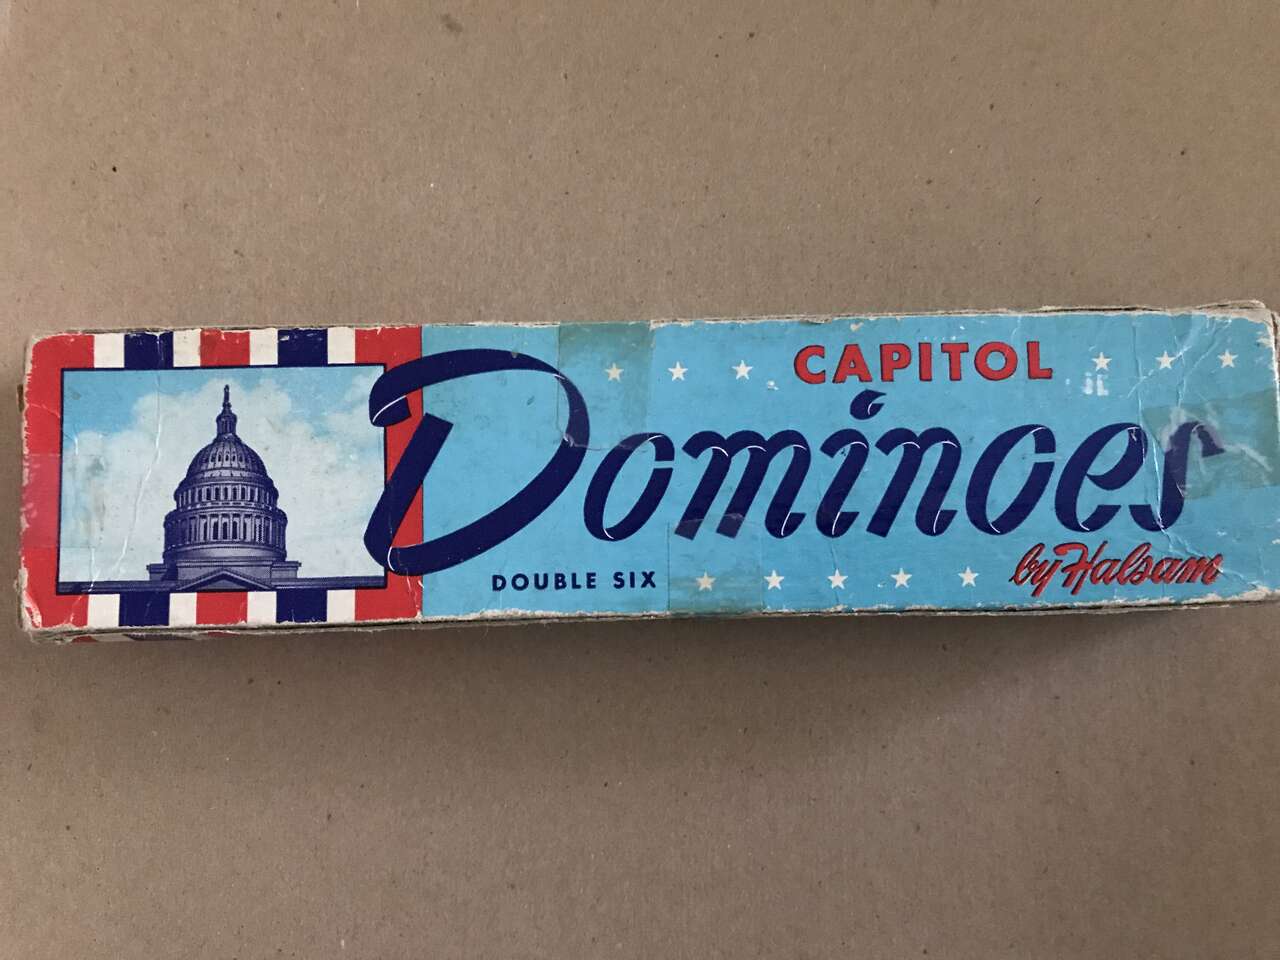 CAPITOL
Dominoes
DOUBLE SIX
by Halsam